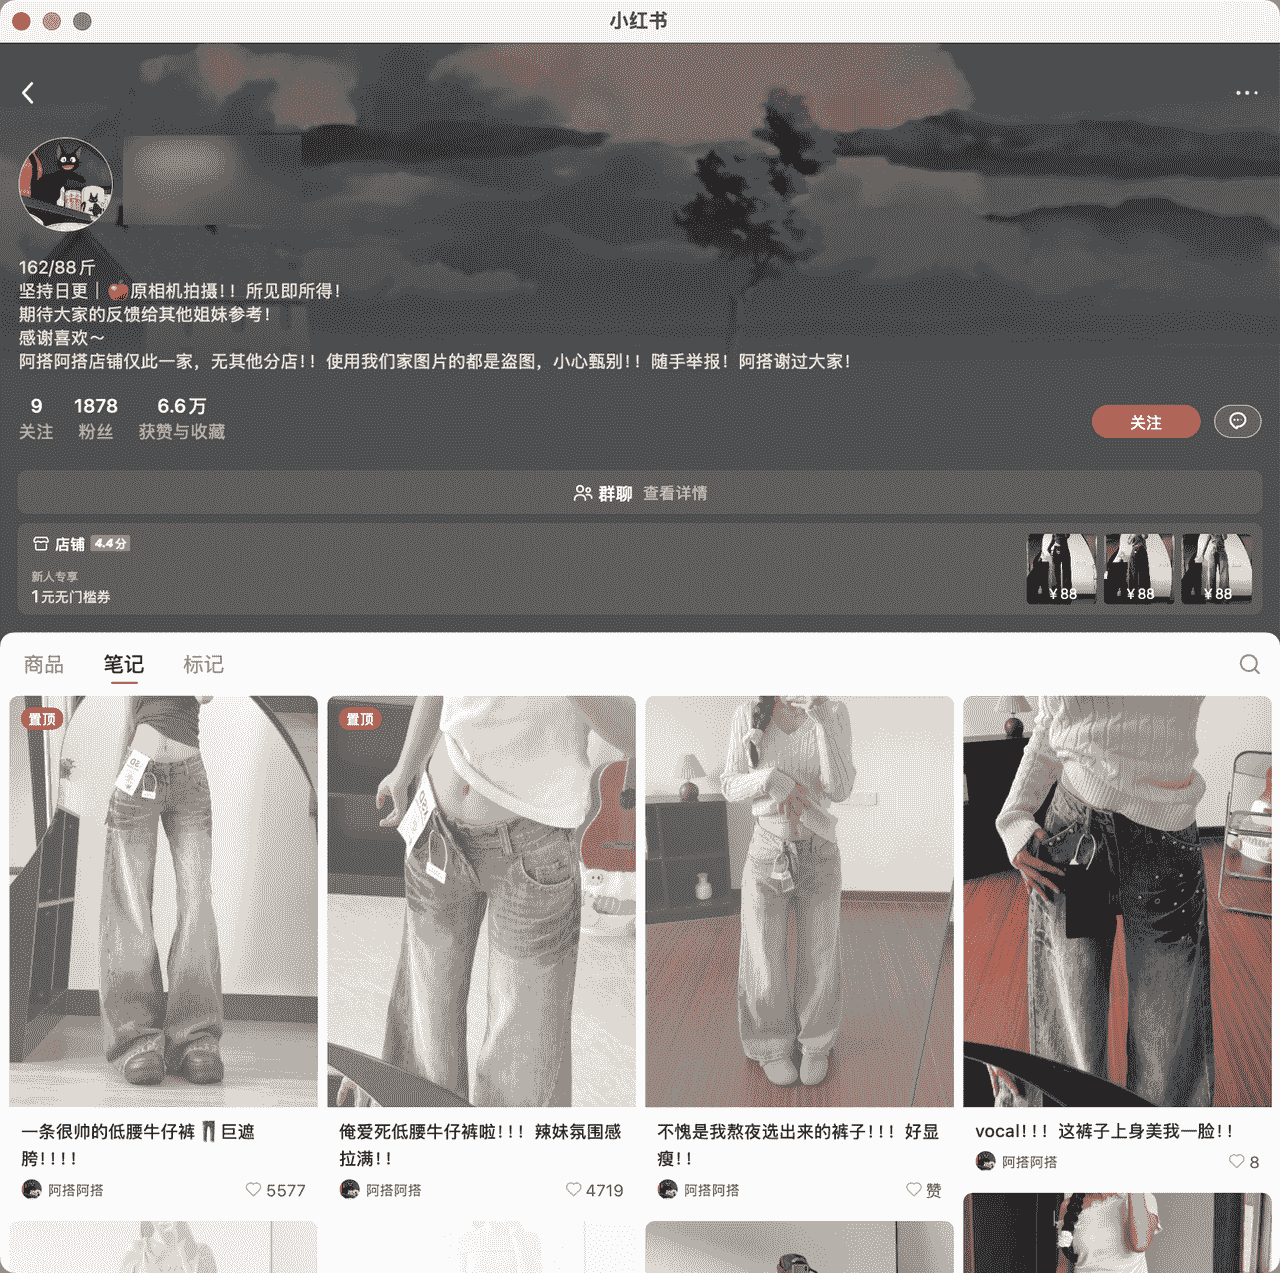 小红书
162/88斤
坚持日更｜🍎原相机拍摄！！所见即所得！
期待大家的反馈给其他姐妹参考！
感谢喜欢～
阿搭阿搭店铺仅此一家，无其他分店！！使用我们家图片的都是盗图，小心甄别！！随手举报！阿搭谢过大家！
9 1878 6.6万
关注 粉丝 获赞与收藏
关注
群聊 查看详情
店铺 4.4分
新人专享
1元无门槛券
¥88 ¥88 ¥88
商品 笔记 标记
置顶
置顶
一条很帅的低腰牛仔裤👖巨遮
胯！！！！
阿搭阿搭 5577
俺爱死低腰牛仔裤啦！！！辣妹氛围感
拉满！！
阿搭阿搭 4719
不愧是我熬夜选出来的裤子！！！好显
瘦！！
阿搭阿搭 赞
vocal！！！这裤子上身美我一脸！！
阿搭阿搭 8